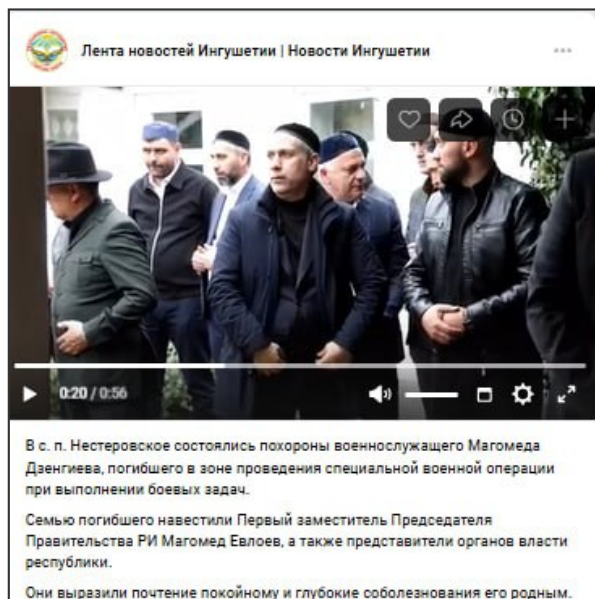 Лента новостей Ингушетии | Новости Ингушетии
0:20 / 0:56
В с. п. Нестеровское состоялись похороны военнослужащего Магомеда
Дзенгиева, погибшего в зоне проведения специальной военной операции
при выполнении боевых задач.
Семью погибшего навестили Первый заместитель Председателя
Правительства РИ Магомед Евлоев, а также представители органов власти
республики.
Они выразили почтение покойному и глубокие соболезнования его родным.